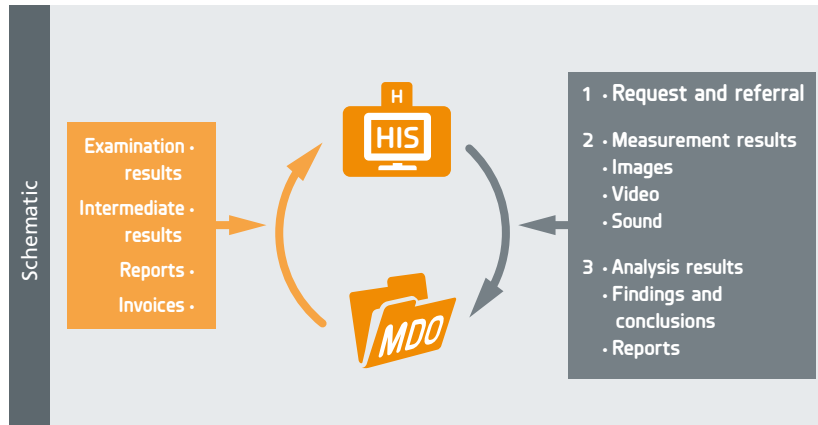 Schematic
Examination ·
results
Intermediate ·
results
Reports ·
Invoices ·
H
HIS
MDO
1 · Request and referral
2 · Measurement results
· Images
· Video
· Sound
3 · Analysis results
· Findings and
conclusions
· Reports